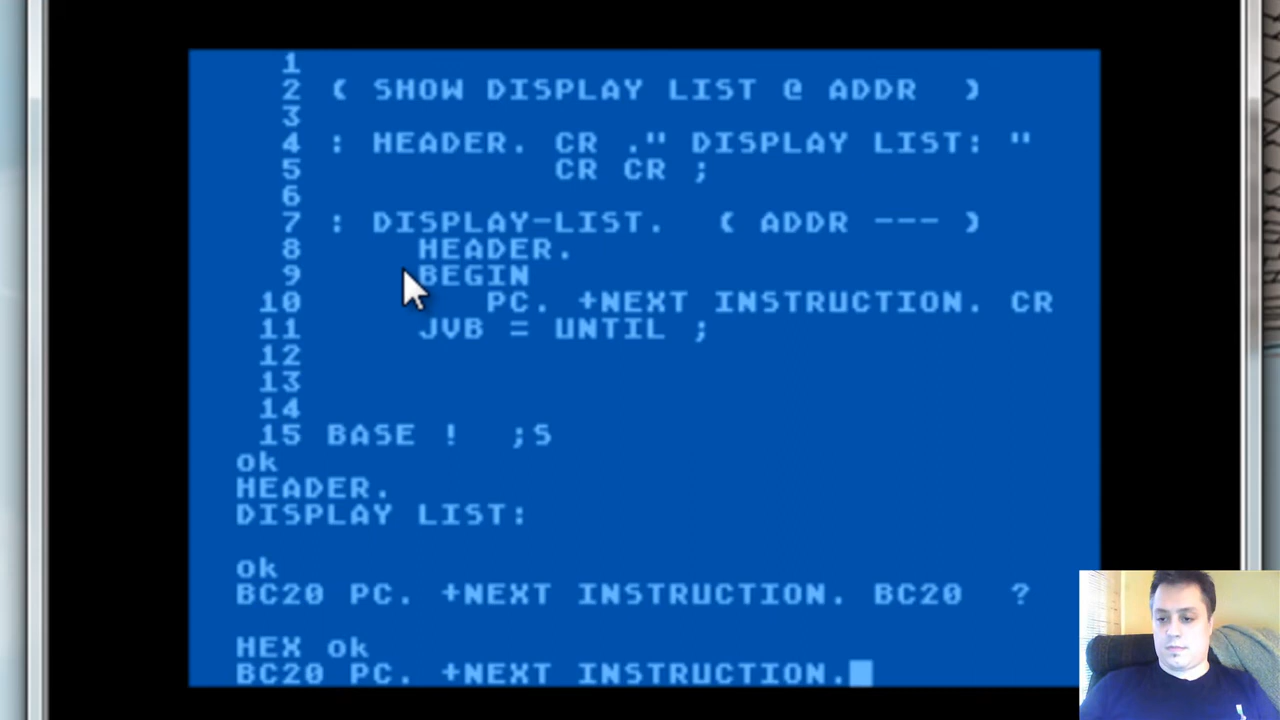 1
2 ( SHOW DISPLAY LIST @ ADDR )
3
4 : HEADER. CR ." DISPLAY LIST: "
5 CR CR ;
6
7 : DISPLAY-LIST. ( ADDR --- )
8 HEADER.
9 BEGIN
10 PC. +NEXT INSTRUCTION. CR
11 JVB = UNTIL ;
12
13
14
15 BASE ! ;S
ok
HEADER.
DISPLAY LIST:
ok
BC20 PC. +NEXT INSTRUCTION. BC20 ?
HEX ok
BC20 PC. +NEXT INSTRUCTION.